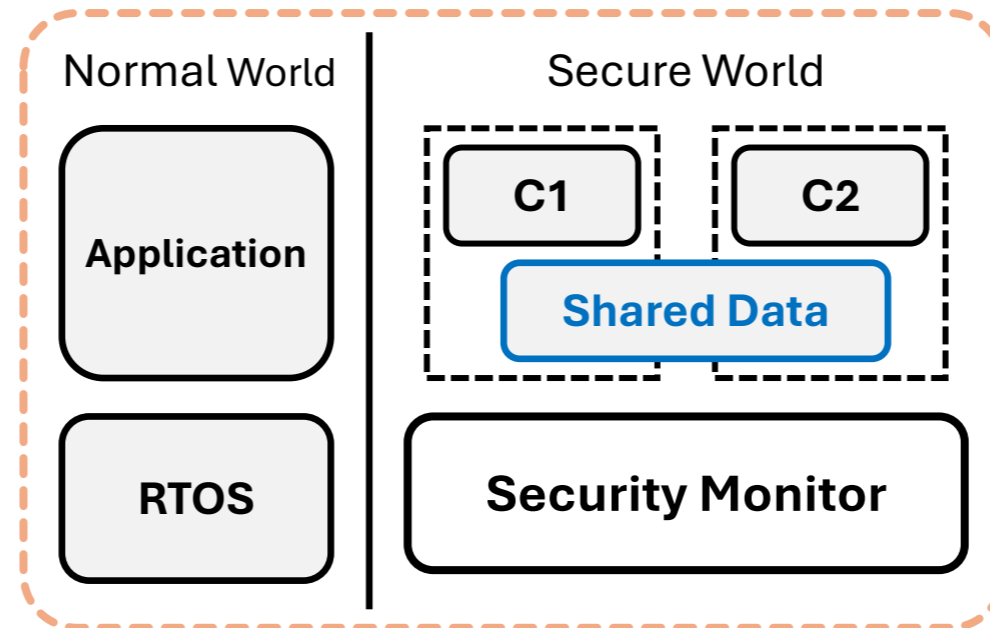 Normal World
Secure World
Application
C1
C2
Shared Data
RTOS
Security Monitor